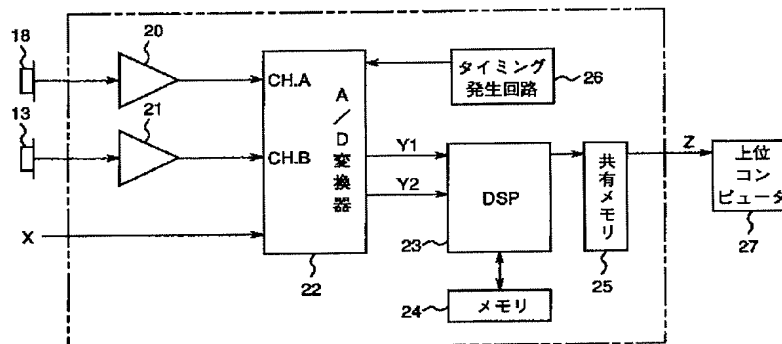 18
20
CH.A
13
21
CH.B
X
A/D変換器
22
タイミング
発生回路
26
Y1
Y2
DSP
23
メモリ
24
共有メモリ
25
Z
上位
コン
ピュータ
27